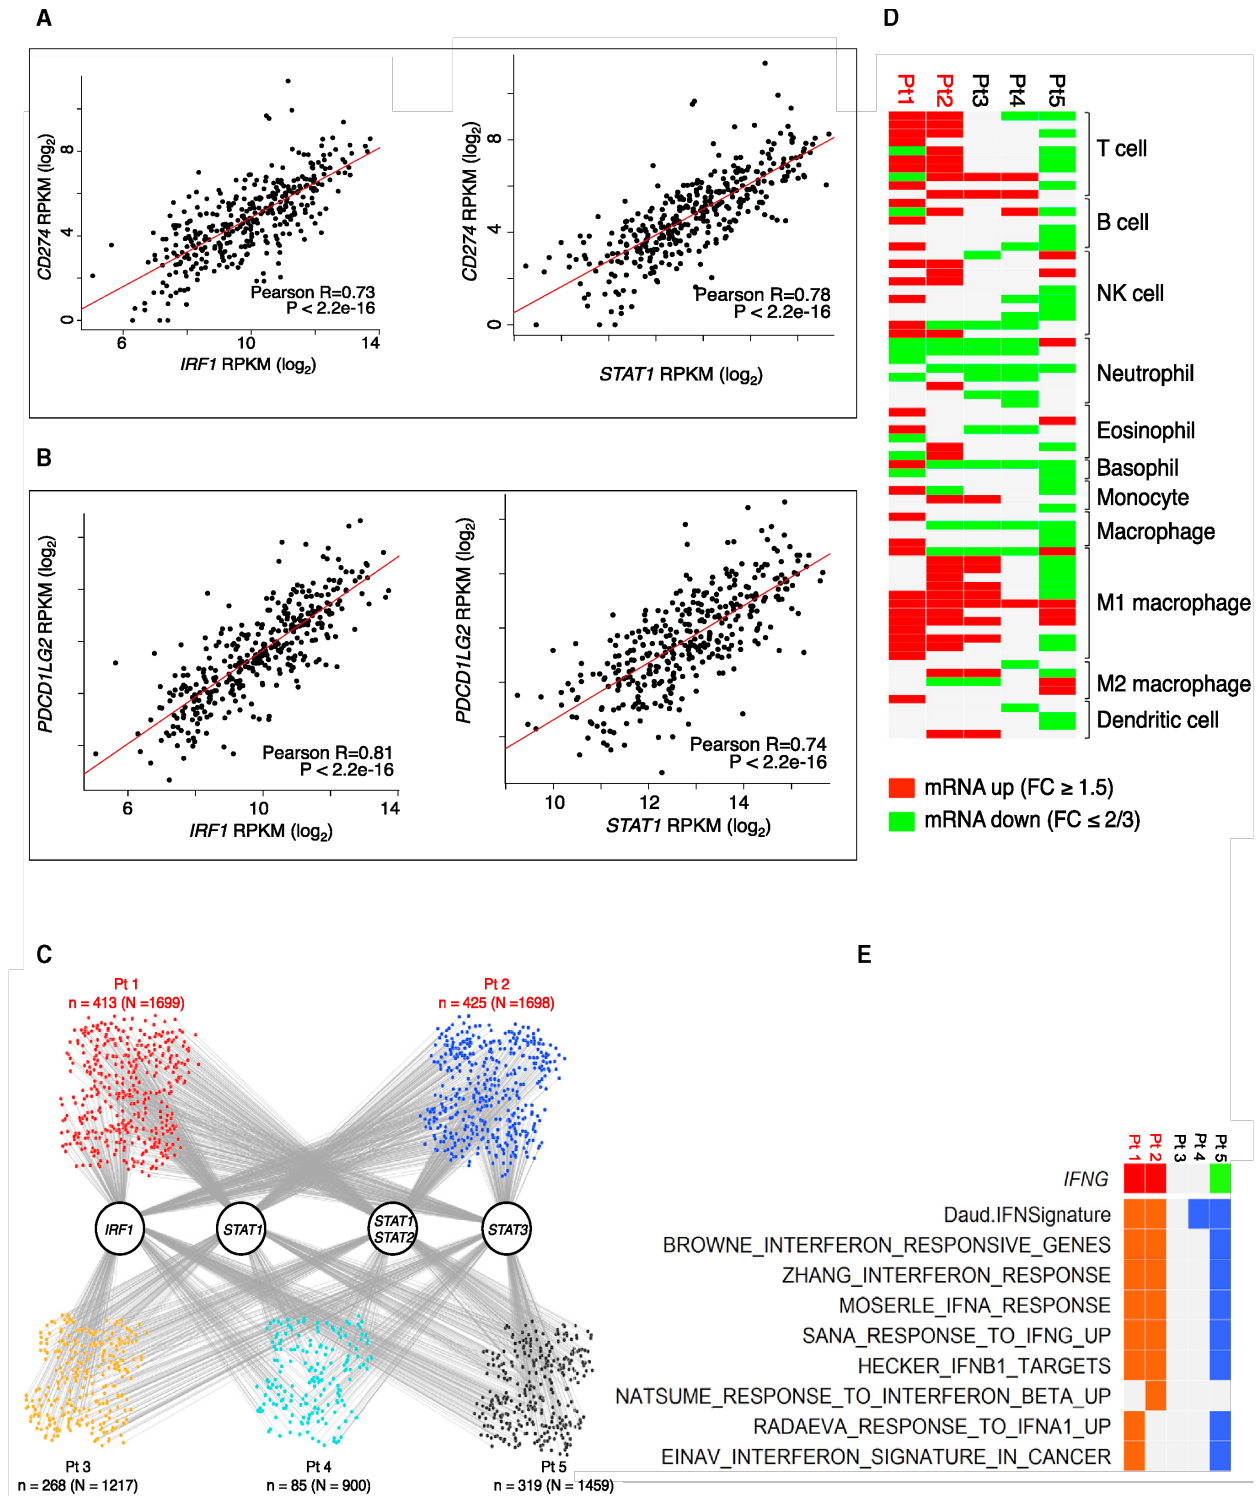 A
CD274 RPKM (log2)
8
4
0
Pearson R=0.73
P < 2.2e-16
6
10
14
IRF1 RPKM (log2)
CD274 RPKM (log2)
8
4
0
Pearson R=0.78
P < 2.2e-16
STAT1 RPKM (log2)
B
PDCD1LG2 RPKM (log2)
Pearson R=0.81
P < 2.2e-16
6
10
14
IRF1 RPKM (log2)
PDCD1LG2 RPKM (log2)
Pearson R=0.74
P < 2.2e-16
10
12
14
STAT1 RPKM (log2)
D
Pt1
Pt2
Pt3
Pt4
Pt5
T cell
B cell
NK cell
Neutrophil
Eosinophil
Basophil
Monocyte
Macrophage
M1 macrophage
M2 macrophage
Dendritic cell
mRNA up (FC ≥ 1.5)
mRNA down (FC ≤ 2/3)
C
Pt 1
n = 413 (N =1699)
Pt 2
n = 425 (N =1698)
IRF1
STAT1
STAT1
STAT2
STAT3
Pt 3
n = 268 (N = 1217)
Pt 4
n = 85 (N = 900)
Pt 5
n = 319 (N = 1459)
E
Pt 1
Pt 2
Pt 3
Pt 4
Pt 5
IFNG
Daud.IFNSignature
BROWNE_INTERFERON_RESPONSIVE_GENES
ZHANG_INTERFERON_RESPONSE
MOSERLE_IFNA_RESPONSE
SANA_RESPONSE_TO_IFNG_UP
HECKER_IFNB1_TARGETS
NATSUME_RESPONSE_TO_INTERFERON_BETA_UP
RADAEVA_RESPONSE_TO_IFNA1_UP
EINAV_INTERFERON_SIGNATURE_IN_CANCER